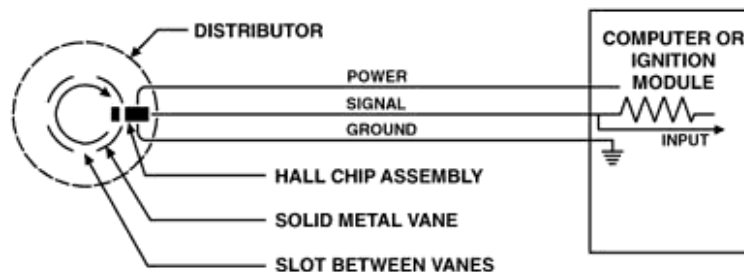 DISTRIBUTOR
COMPUTER OR
IGNITION
MODULE
POWER
SIGNAL
GROUND
INPUT
HALL CHIP ASSEMBLY
SOLID METAL VANE
SLOT BETWEEN VANES